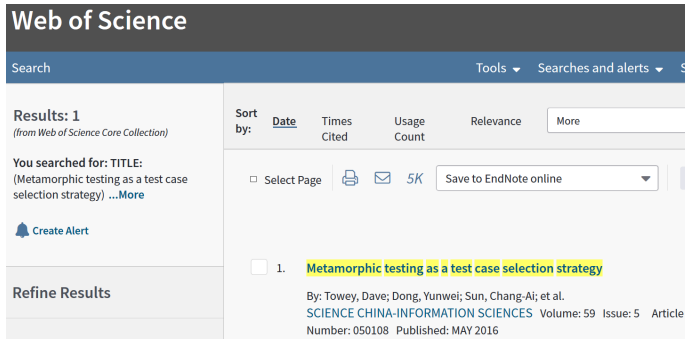 Web of Science
Search
Tools
Searches and alerts
Results: 1
(from Web of Science Core Collection)
You searched for: TITLE:
(Metamorphic testing as a test case
selection strategy) ...More
Create Alert
Refine Results
Sort
by:
Date
Times
Cited
Usage
Count
Relevance
More
Select Page
5K
Save to EndNote online
1.
Metamorphic testing as a test case selection strategy
By: Towey, Dave; Dong, Yunwei; Sun, Chang-Ai; et al.
SCIENCE CHINA-INFORMATION SCIENCES Volume: 59 Issue: 5 Article
Number: 050108 Published: MAY 2016